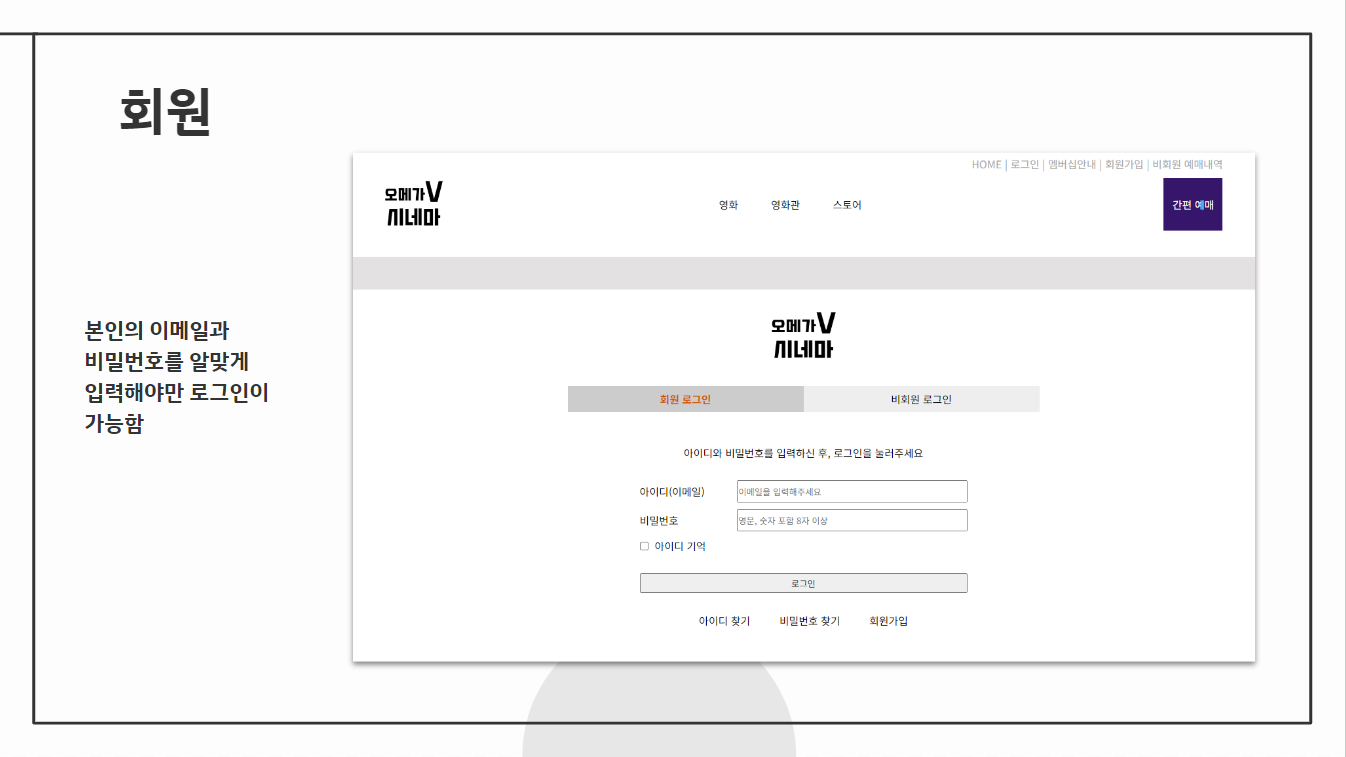 회원
본인의 이메일과
비밀번호를 알맞게
입력해야만 로그인이
가능함
HOME | 로그인 | 멤버십안내 | 회원가입 | 비회원 예매내역
오메가V
시네마
영화 영화관 스토어
간편 예매
오메가V
시네마
회원 로그인 비회원 로그인
아이디와 비밀번호를 입력하신 후, 로그인을 눌러주세요
아이디(이메일) 이메일을 입력해주세요
비밀번호 영문, 숫자 포함 8자 이상
아이디 기억
로그인
아이디 찾기 비밀번호 찾기 회원가입